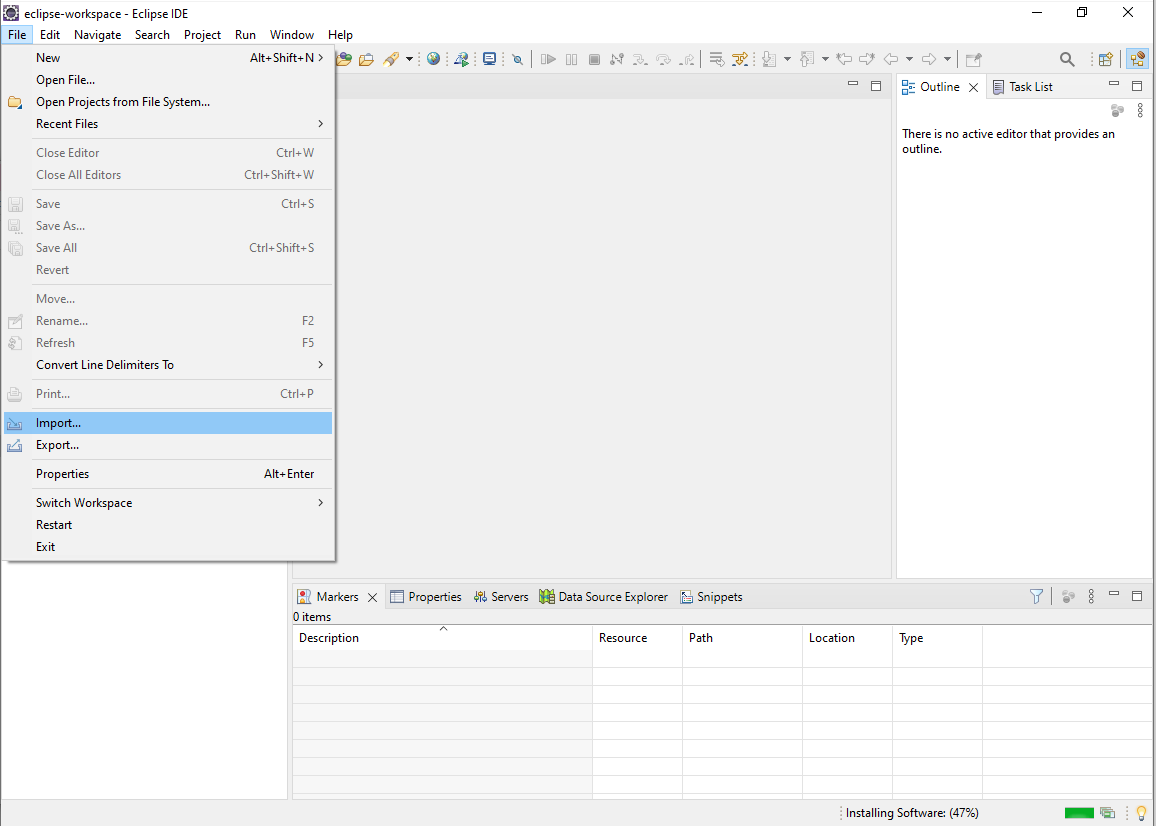 eclipse-workspace - Eclipse IDE
File Edit Navigate Search Project Run Window Help
New Alt+Shift+N
Open File...
Open Projects from File System...
Recent Files
Close Editor Ctrl+W
Close All Editors Ctrl+Shift+W
Save Ctrl+S
Save As...
Save All Ctrl+Shift+S
Revert
Move...
Rename... F2
Refresh F5
Convert Line Delimiters To
Print... Ctrl+P
Import...
Export...
Properties Alt+Enter
Switch Workspace
Restart
Exit
Outline Task List
There is no active editor that provides an
outline.
Markers Properties Servers Data Source Explorer Snippets
0 items
Description Resource Path Location Type
Installing Software: (47%)